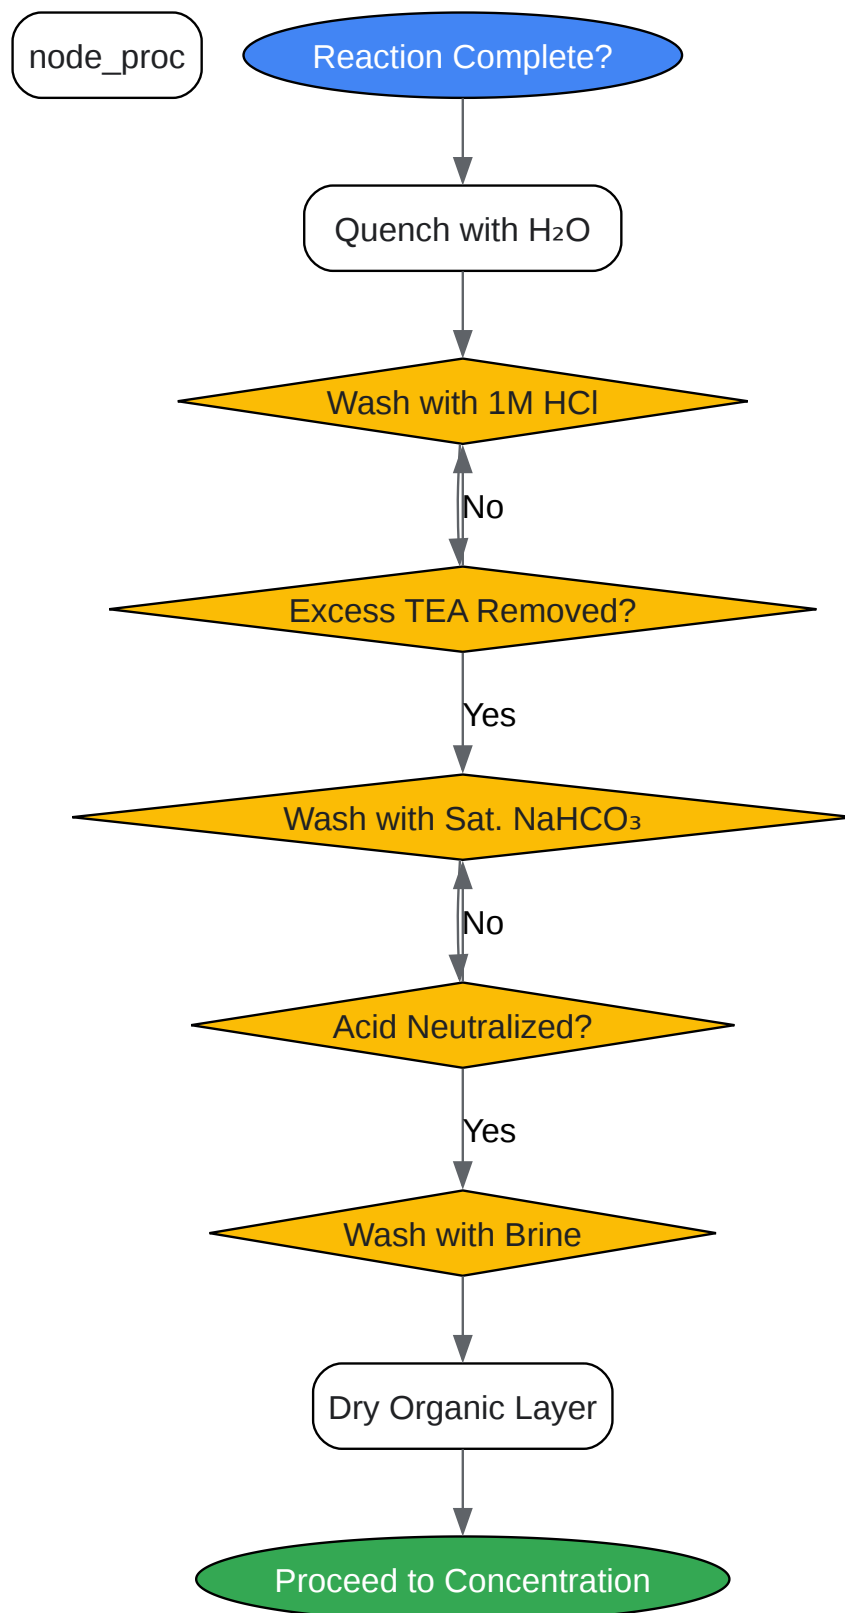 node_proc
Reaction Complete?
Quench with H₂O
Wash with 1M HCl
No
Excess TEA Removed?
Yes
Wash with Sat. NaHCO₃
No
Acid Neutralized?
Yes
Wash with Brine
Dry Organic Layer
Proceed to Concentration